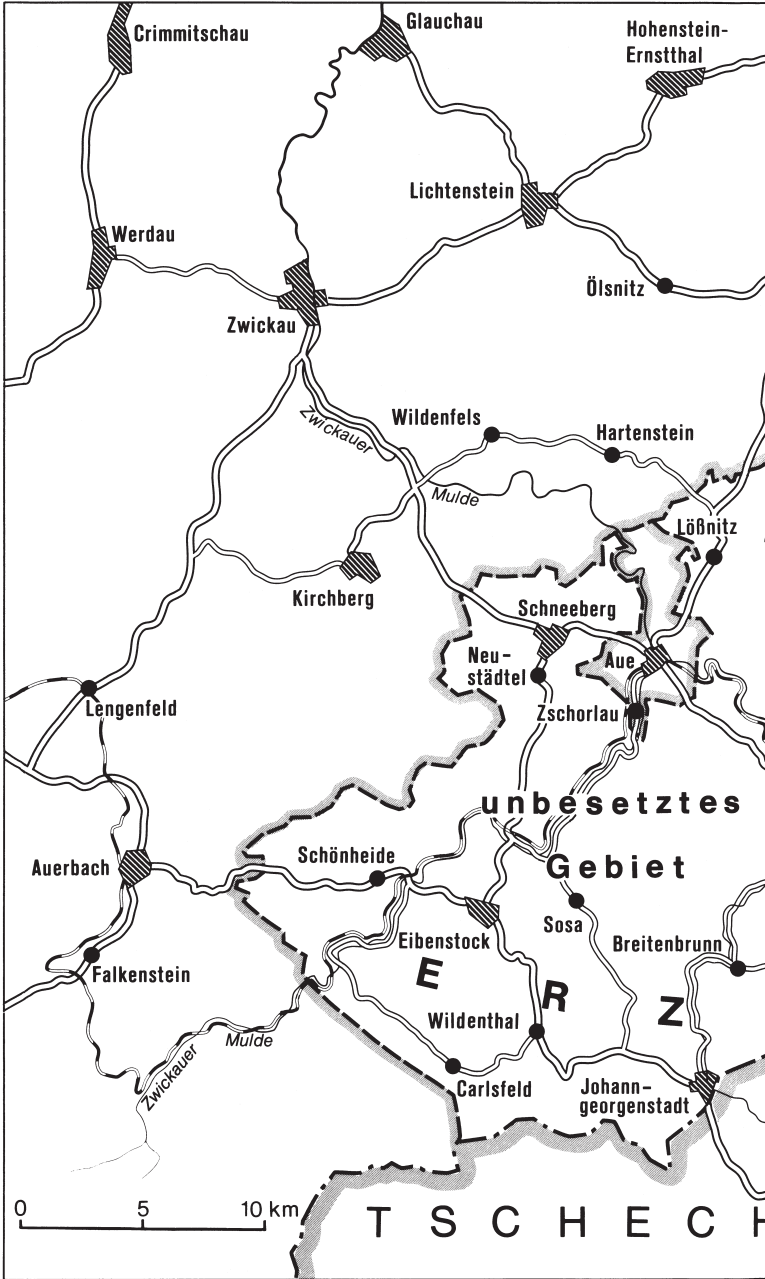 Crimmitschau
Glauchau
Hohenstein-
Ernstthal
Lichtenstein
Werdau
Ölsnitz
Zwickau
Wildenfels
Zwickauer
Hartenstein
Mulde
Lößnitz
Kirchberg
Schneeberg
Neu-
städtel
Aue
Lengenfeld
Zschorlau
unbesetztes
Gebiet
Auerbach
Schönheide
Sosa
Eibenstock
Breitenbrunn
Falkenstein
E R Z
Wildenthal
Mulde
Zwickauer
Carlsfeld
Johann-
georgenstadt
0 5 10 km
TSCHECH